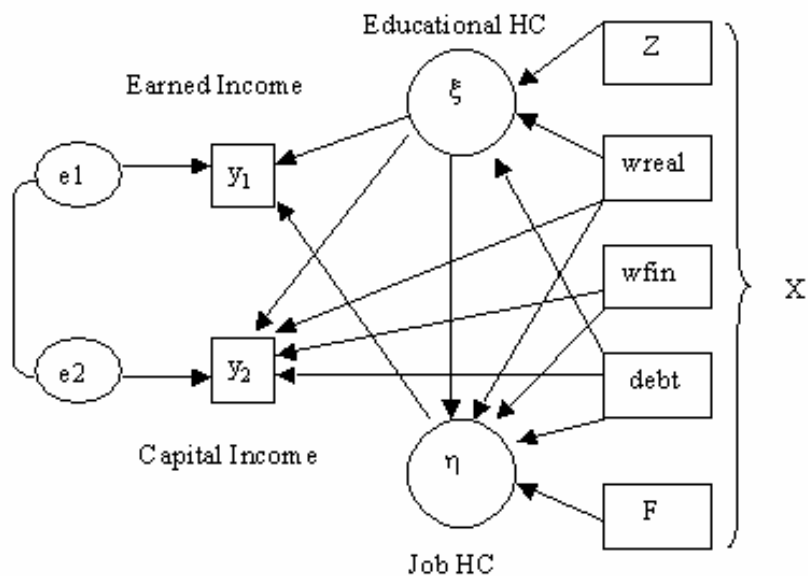 Educational HC
Z
ξ
Earned Income
e1
y₁
wreal
wfin
X
e2
y₂
debt
Capital Income
η
F
Job HC